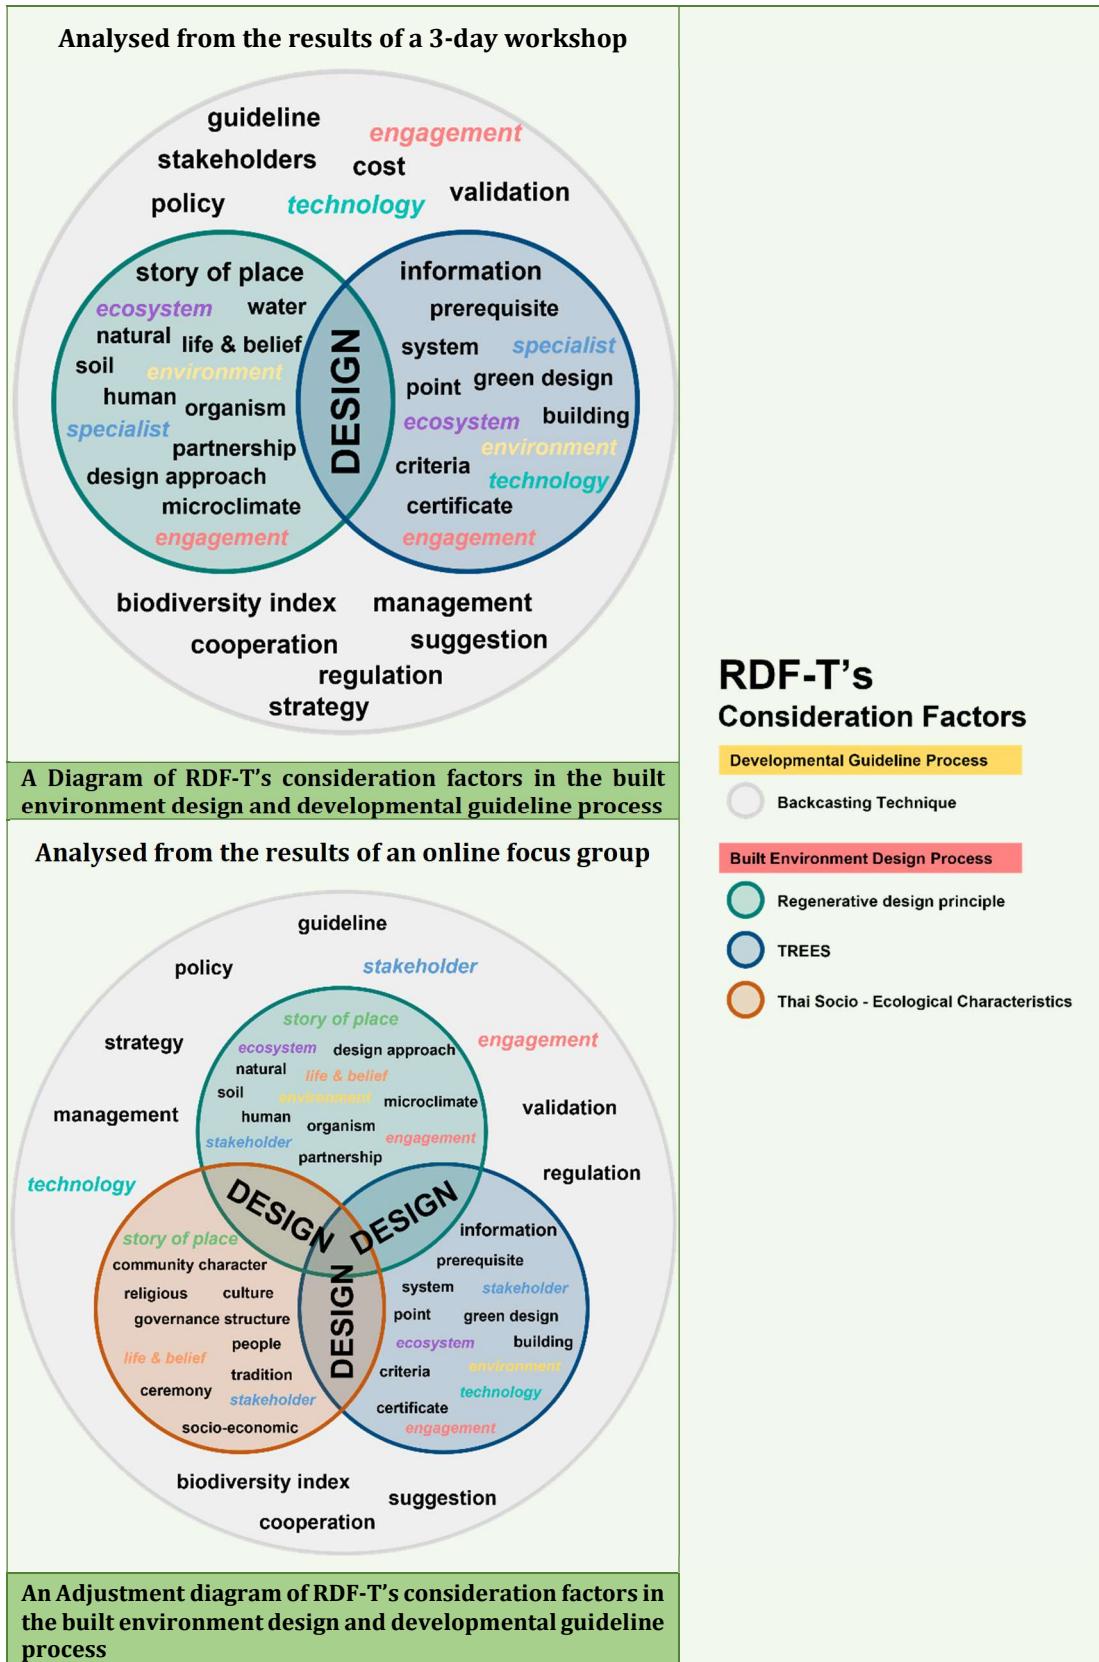 Analysed from the results of a 3-day workshop
guideline
engagement
stakeholders
cost
validation
policy
technology
story of place
ecosystem
water
natural
life & belief
soil
environment
human
organism
specialist
partnership
design approach
microclimate
engagement
DESIGN
information
prerequisite
system
specialist
point
green design
ecosystem
building
environment
criteria
technology
certificate
engagement
biodiversity index
management
cooperation
suggestion
regulation
strategy
A Diagram of RDF-T’s consideration factors in the built
environment design and developmental guideline process
Analysed from the results of an online focus group
guideline
policy
stakeholder
strategy
engagement
management
validation
technology
regulation
story of place
ecosystem
design approach
natural
life & belief
soil
environment
microclimate
human
organism
stakeholder
engagement
partnership
DESIGN
DESIGN
DESIGN
story of place
community character
religious
culture
governance structure
people
life & belief
tradition
ceremony
stakeholder
socio-economic
information
prerequisite
system
stakeholder
point
green design
ecosystem
building
criteria
environment
technology
certificate
engagement
biodiversity index
suggestion
cooperation
An Adjustment diagram of RDF-T’s consideration factors in
the built environment design and developmental guideline
process
RDF-T’s
Consideration Factors
Developmental Guideline Process
Backcasting Technique
Built Environment Design Process
Regenerative design principle
TREES
Thai Socio - Ecological Characteristics